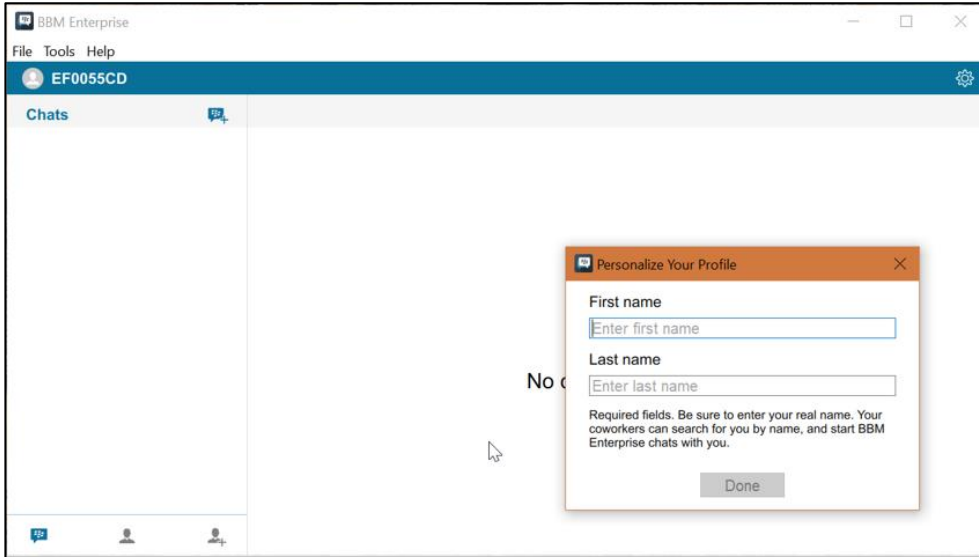 BBM Enterprise
File Tools Help
EF0055CD
Chats
Personalize Your Profile
First name
Enter first name
Last name
Enter last name
No
Required fields. Be sure to enter your real name. Your
coworkers can search for you by name, and start BBM
Enterprise chats with you.
Done